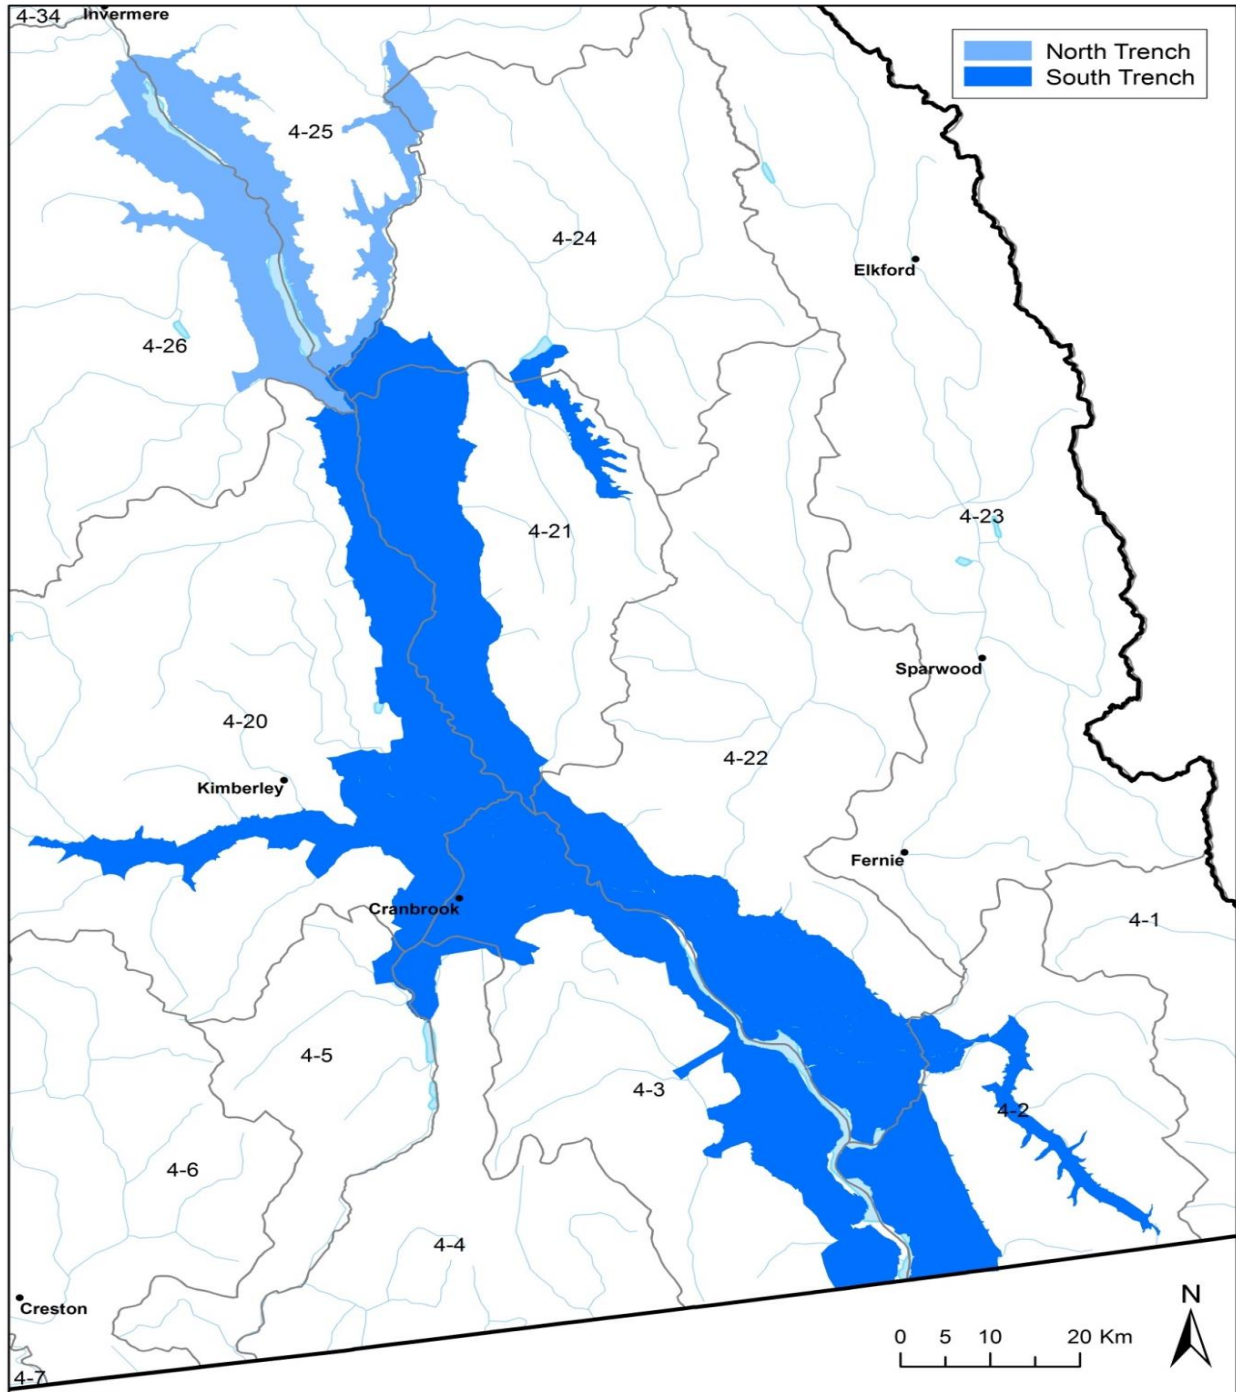 4-34
Invermere
North Trench
South Trench
4-25
4-24
Elkford
4-26
4-23
4-21
Sparwood
4-20
4-22
Kimberley
Fernie
Cranbrook
4-1
4-5
4-3
4-2
4-6
4-4
Creston
N
0 5 10 20 Km
4-7